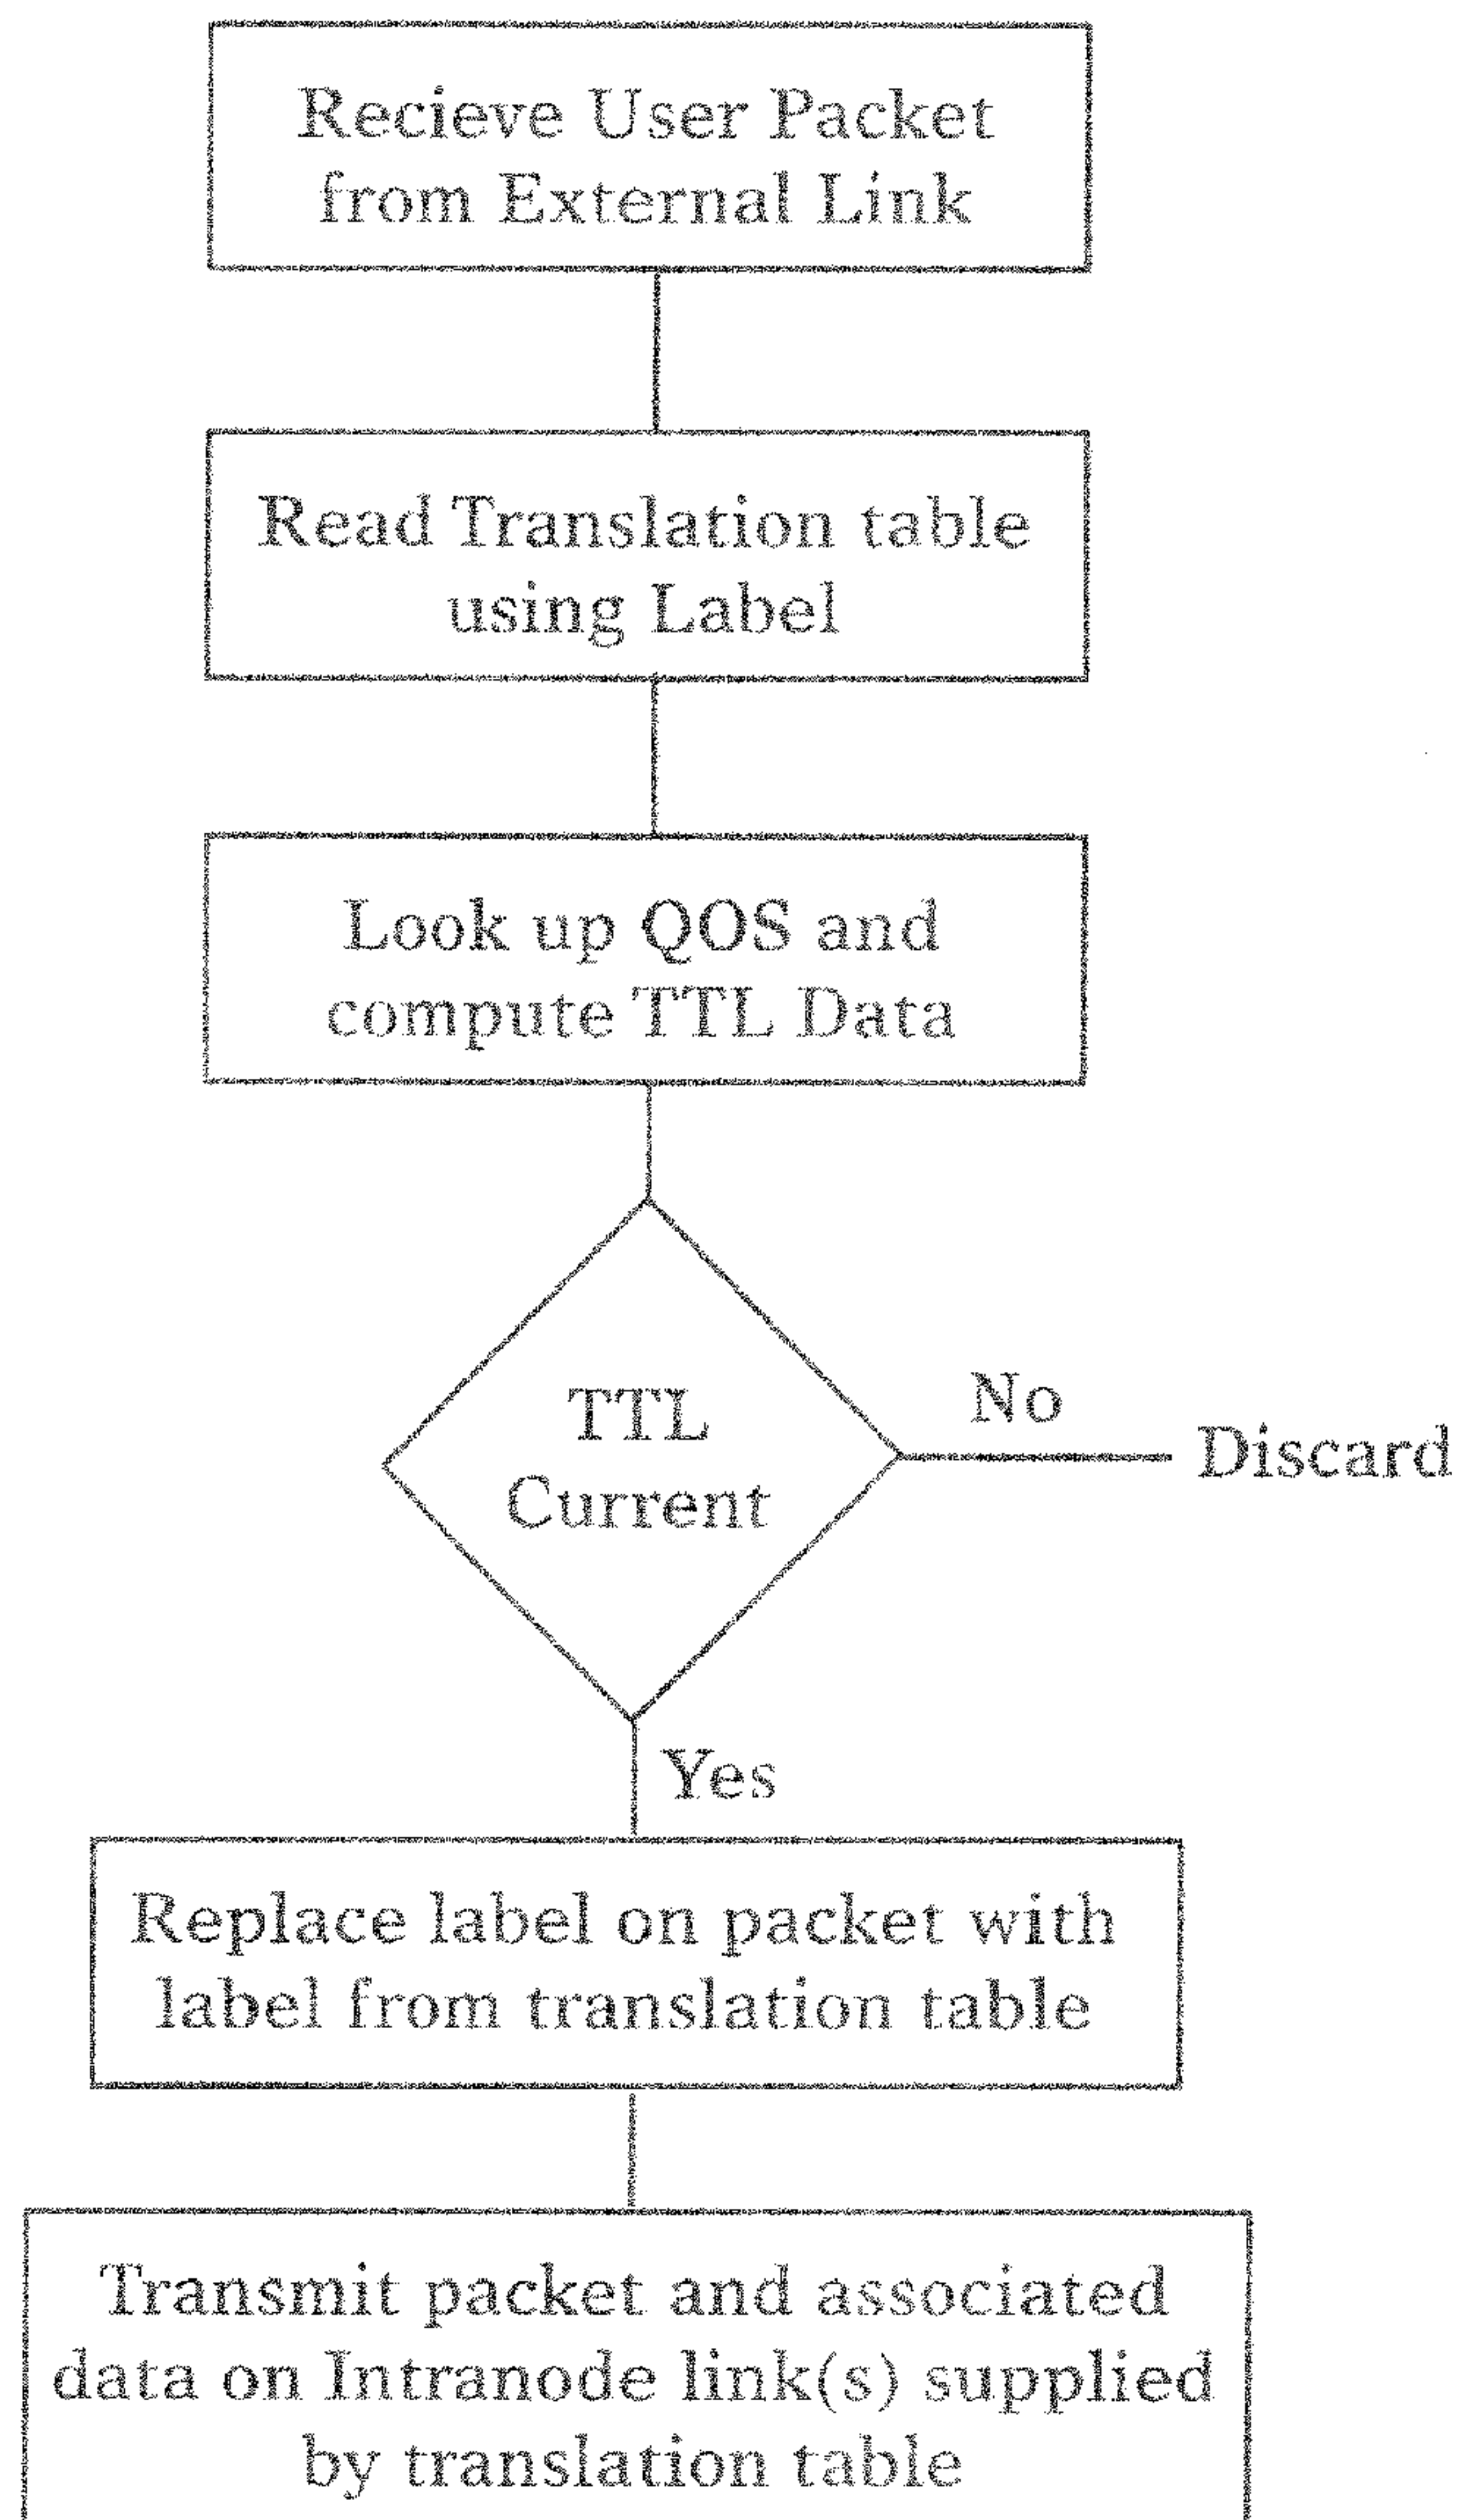 Recieve User Packet
from External Link
Read Translation table
using Label
Look up QOS and
compute TTL Data
TTL
Current
No
Discard
Yes
Replace label on packet with
label from translation table
Transmit packet and associated
data on Intranode link(s) supplied
by translation table